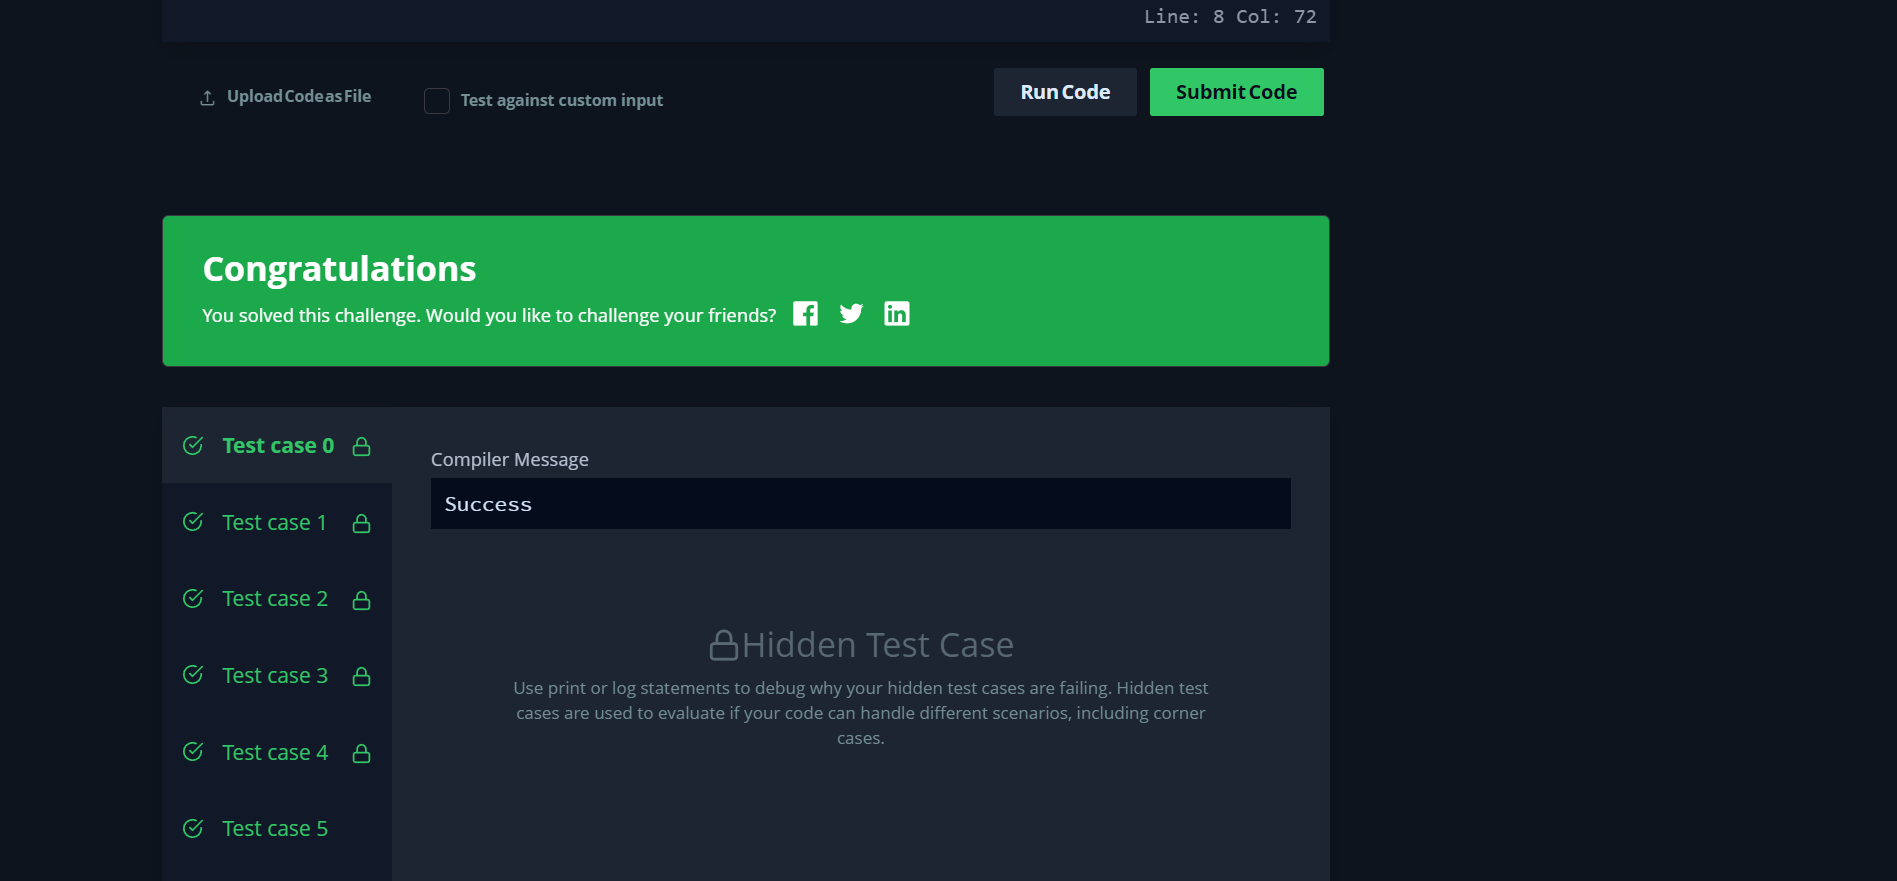 Line: 8 Col: 72
Upload Code as File
Test against custom input
Run Code
Submit Code
Congratulations
You solved this challenge. Would you like to challenge your friends?
Test case 0
Test case 1
Test case 2
Test case 3
Test case 4
Test case 5
Compiler Message
Success
Hidden Test Case
Use print or log statements to debug why your hidden test cases are failing. Hidden test
cases are used to evaluate if your code can handle different scenarios, including corner
cases.